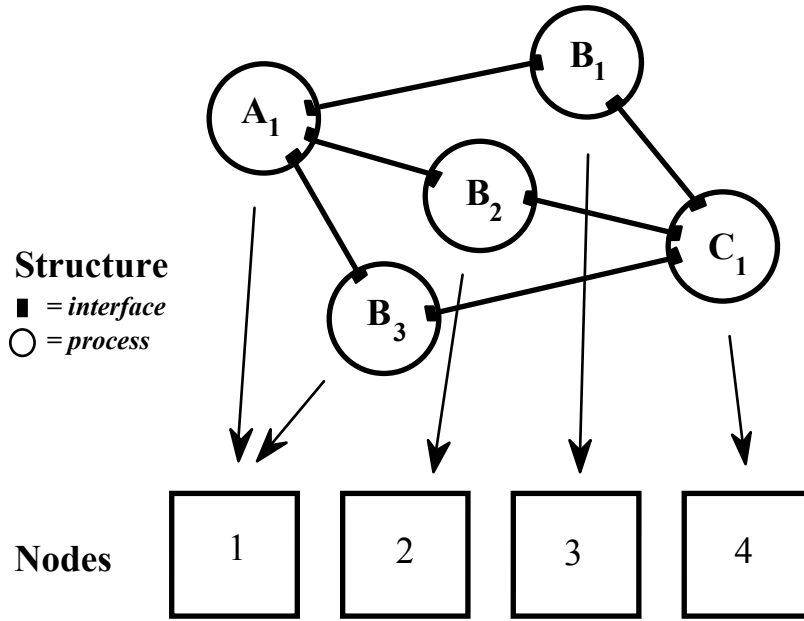 B1
A1
B2
C1
Structure
= interface
B3
= process
Nodes
1
2
3
4